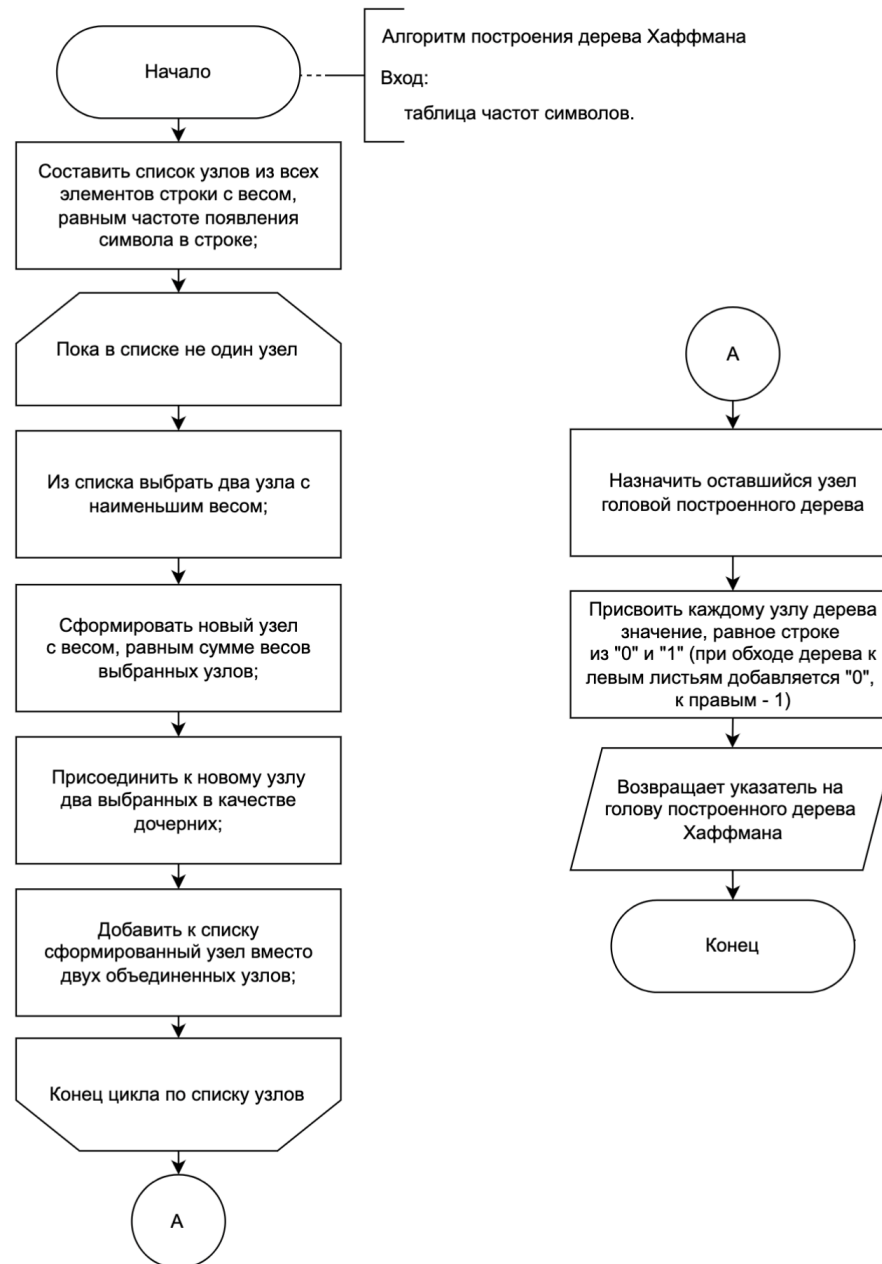 Начало
Алгоритм построения дерева Хаффмана
Вход:
таблица частот символов.
Составить список узлов из всех
элементов строки с весом,
равным частоте появления
символа в строке;
Пока в списке не один узел
Из списка выбрать два узла с
наименьшим весом;
Сформировать новый узел
с весом, равным сумме весов
выбранных узлов;
Присоединить к новому узлу
два выбранных в качестве
дочерних;
Добавить к списку
сформированный узел вместо
двух объединенных узлов;
Конец цикла по списку узлов
А
А
Назначить оставшийся узел
головой построенного дерева
Присвоить каждому узлу дерева
значение, равное строке
из "0" и "1" (при обходе дерева к
левым листьям добавляется "0",
к правым - 1)
Возвращает указатель на
голову построенного дерева
Хаффмана
Конец